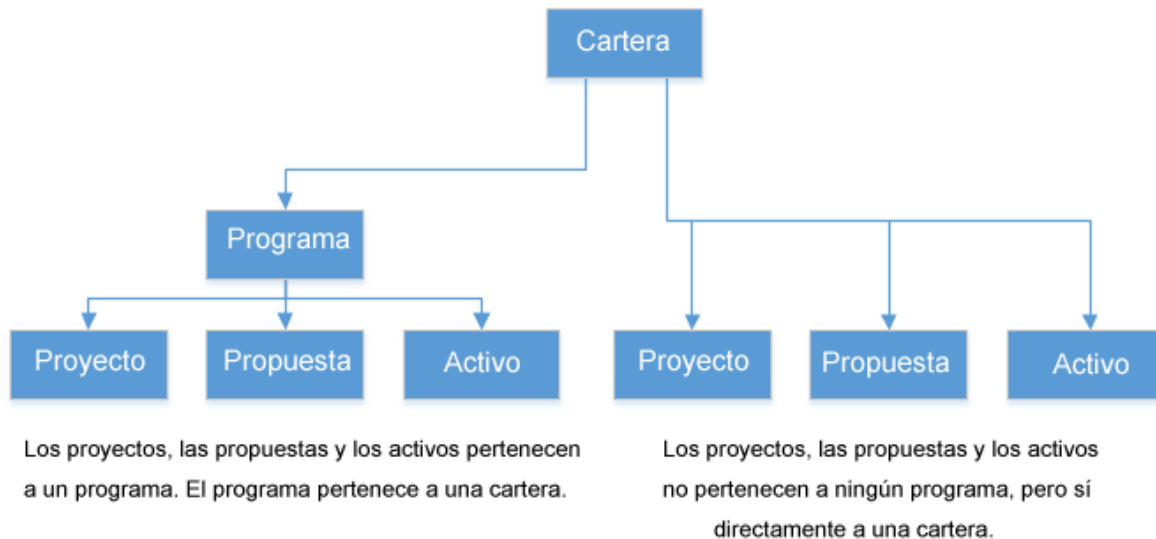 Cartera
Programa
Proyecto
Propuesta
Activo
Proyecto
Propuesta
Activo
Los proyectos, las propuestas y los activos pertenecen
a un programa. El programa pertenece a una cartera.
Los proyectos, las propuestas y los activos
no pertenecen a ningún programa, pero sí
directamente a una cartera.